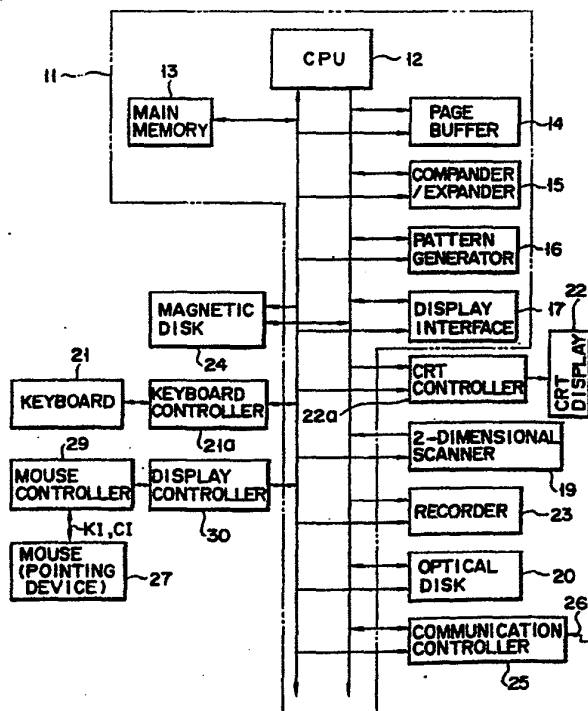 CPU
12
11
13
MAIN
MEMORY
PAGE
BUFFER
14
COMPANDER
/EXPANDER
15
PATTERN
GENERATOR
16
MAGNETIC
DISK
24
DISPLAY
INTERFACE
17
22
CRT DISPLAY
21
KEYBOARD
KEYBOARD
CONTROLLER
21a
CRT
CONTROLLER
22a
29
MOUSE
CONTROLLER
DISPLAY
CONTROLLER
30
2-DIMENSIONAL
SCANNER
19
KI,CI
RECORDER
23
MOUSE
(POINTING
DEVICE)
27
OPTICAL
DISK
20
26
COMMUNICATION
CONTROLLER
25